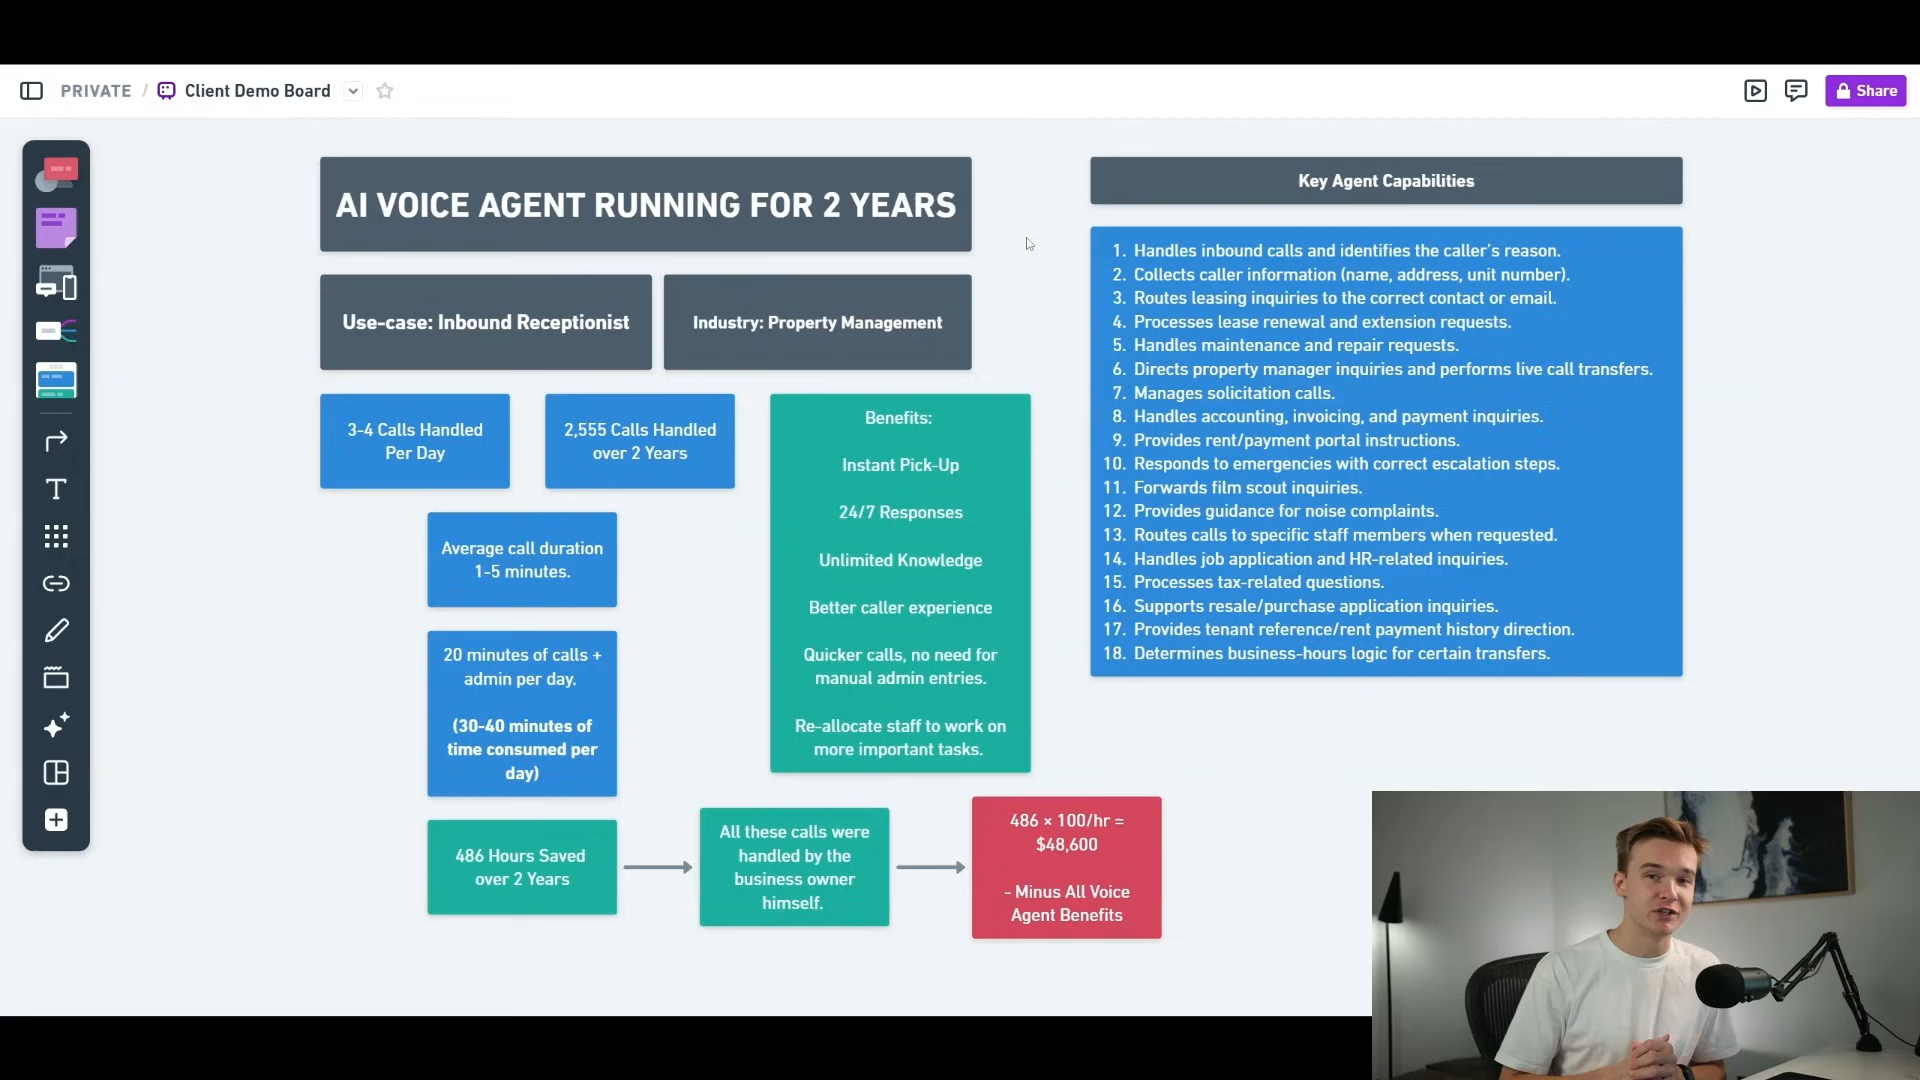 PRIVATE / Client Demo Board
Share
AI VOICE AGENT RUNNING FOR 2 YEARS
Use-case: Inbound Receptionist
Industry: Property Management
3-4 Calls Handled
Per Day
2,555 Calls Handled
over 2 Years
Average call duration
1-5 minutes.
20 minutes of calls +
admin per day.
(30-40 minutes of
time consumed per
day)
486 Hours Saved
over 2 Years
Benefits:
Instant Pick-Up
24/7 Responses
Unlimited Knowledge
Better caller experience
Quicker calls, no need for
manual admin entries.
Re-allocate staff to work on
more important tasks.
All these calls were
handled by the
business owner
himself.
486 × 100/hr =
$48,600
- Minus All Voice
Agent Benefits
Key Agent Capabilities
1. Handles inbound calls and identifies the caller's reason.
2. Collects caller information (name, address, unit number).
3. Routes leasing inquiries to the correct contact or email.
4. Processes lease renewal and extension requests.
5. Handles maintenance and repair requests.
6. Directs property manager inquiries and performs live call transfers.
7. Manages solicitation calls.
8. Handles accounting, invoicing, and payment inquiries.
9. Provides rent/payment portal instructions.
10. Responds to emergencies with correct escalation steps.
11. Forwards film scout inquiries.
12. Provides guidance for noise complaints.
13. Routes calls to specific staff members when requested.
14. Handles job application and HR-related inquiries.
15. Processes tax-related questions.
16. Supports resale/purchase application inquiries.
17. Provides tenant reference/rent payment history direction.
18. Determines business-hours logic for certain transfers.